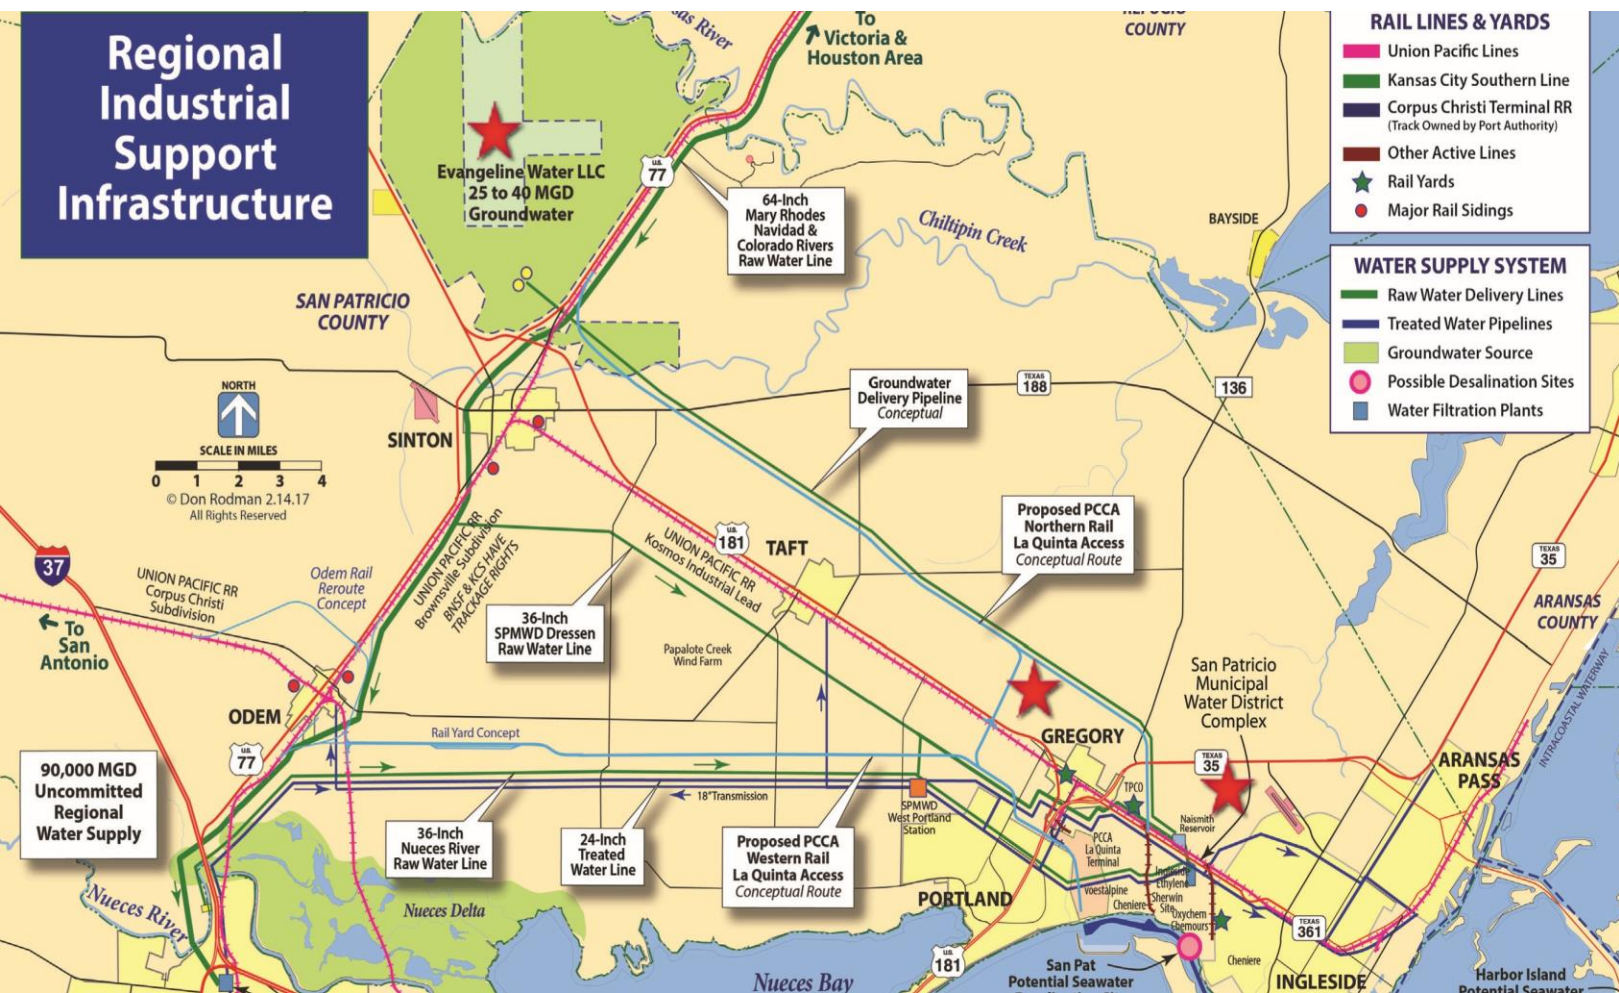 Regional
Industrial
Support
Infrastructure
To
Victoria &
Houston Area
COUNTY
RAIL LINES & YARDS
Union Pacific Lines
Kansas City Southern Line
Corpus Christi Terminal RR
(Track Owned by Port Authority)
Other Active Lines
Rail Yards
Major Rail Sidings
WATER SUPPLY SYSTEM
Raw Water Delivery Lines
Treated Water Pipelines
Groundwater Source
Possible Desalination Sites
Water Filtration Plants
Evangeline Water LLC
25 to 40 MGD
Groundwater
U.S.
77
64-Inch
Mary Rhodes
Navidad &
Colorado Rivers
Raw Water Line
Chiltipin Creek
BAYSIDE
SAN PATRICIO
COUNTY
NORTH
SCALE IN MILES
0 1 2 3 4
© Don Rodman 2.14.17
All Rights Reserved
SINTON
Groundwater
Delivery Pipeline
Conceptual
TEXAS
188
136
Proposed PCCA
Northern Rail
La Quinta Access
Conceptual Route
37
UNION PACIFIC RR
Corpus Christi
Subdivision
Odem Rail
Reroute
Concept
UNION PACIFIC RR
Brownsville Subdivision
BNSF & KCS HAVE
TRACKAGE RIGHTS
UNION PACIFIC RR
Kosmos Industrial Lead
U.S.
181
TAFT
TEXAS
35
ARANSAS
COUNTY
INTRACOASTAL WATERWAY
To
San
Antonio
36-Inch
SPMWD Dressen
Raw Water Line
Papalote Creek
Wind Farm
San Patricio
Municipal
Water District
Complex
ODEM
U.S.
77
Rail Yard Concept
GREGORY
TEXAS
35
ARANSAS
PASS
90,000 MGD
Uncommitted
Regional
Water Supply
18"Transmission
SPMWD
West Portland
Station
TPCO
Naismith
Reservoir
36-Inch
Nueces River
Raw Water Line
24-Inch
Treated
Water Line
Proposed PCCA
Western Rail
La Quinta Access
Conceptual Route
PCCA
La Quinta
Terminal
voestalpine
Cheniere
Ethylene
Sherwin
Site
Oxychem
Chemours
Nueces River
Nueces Delta
PORTLAND
TEXAS
361
U.S.
181
Nueces Bay
San Pat
Potential Seawater
Cheniere
INGLESIDE
Harbor Island
Potential Seawater